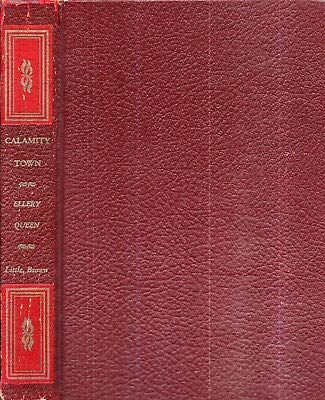 CALAMITY
TOWN
ELLERY
QUEEN
Little, Brown